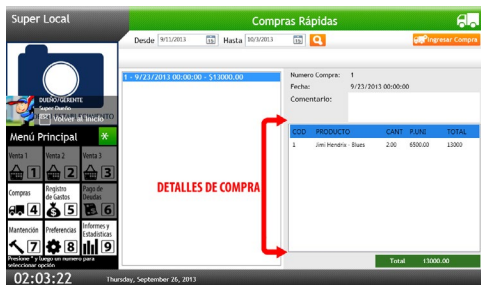 Super Local
Compras Rápidas
Desde 9/11/2013 15 Hasta 10/3/2013 15
Ingresar Compra
1 - 9/23/2013 00:00:00 - $13000.00
Numero Compra: 1
Fecha: 9/23/2013 00:00:00
Comentario:
DUEÑO/GERENTE
Super Dueño
ESC Volver al Inicio
Menú Principal *
Venta 1 Venta 2 Venta 3
1 2 3
Compras Registro de Gastos Pago de Deudas
4 5 6
Mantención Preferencias Informes y Estadisticas
7 8 9
Presione * y luego un numero para
seleccionar opción
COD PRODUCTO CANT P.UNI TOTAL
1 Jimi Hendrix - Blues 2.00 6500.00 13000
DETALLES DE COMPRA
Total 13000.00
02:03:22 Thursday, September 26, 2013